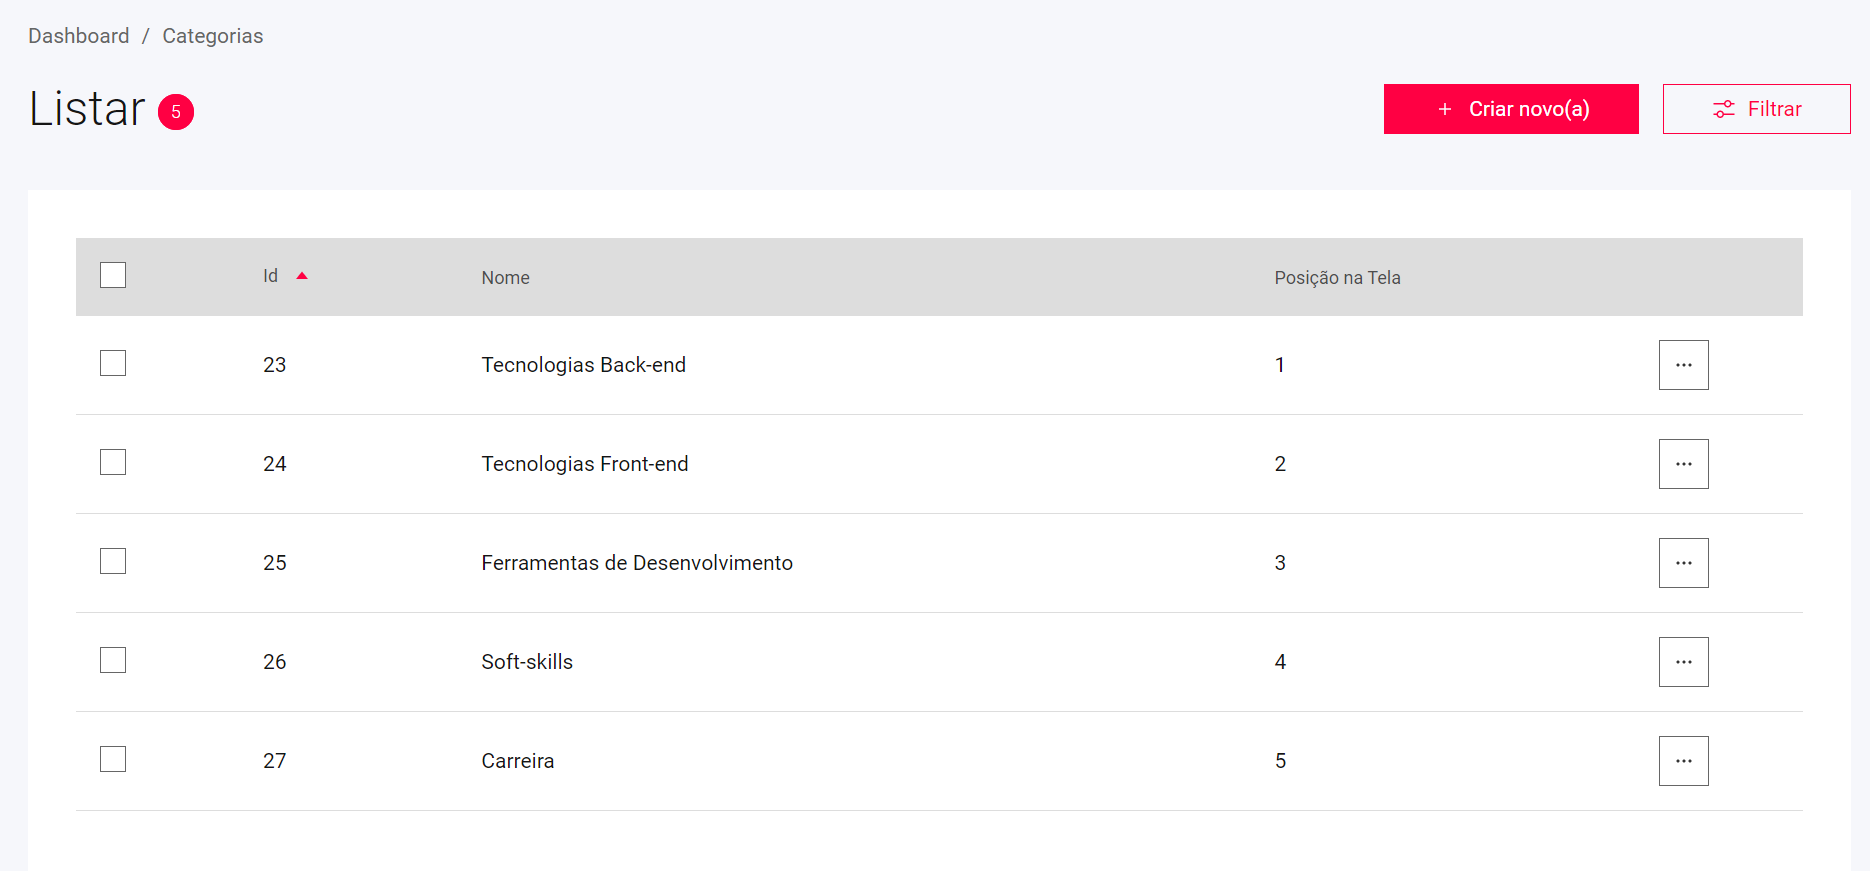 Dashboard / Categorias
Listar 5
+ Criar novo(a) Filtrar
Id Nome Posição na Tela
23 Tecnologias Back-end 1 ...
24 Tecnologias Front-end 2 ...
25 Ferramentas de Desenvolvimento 3 ...
26 Soft-skills 4 ...
27 Carreira 5 ...